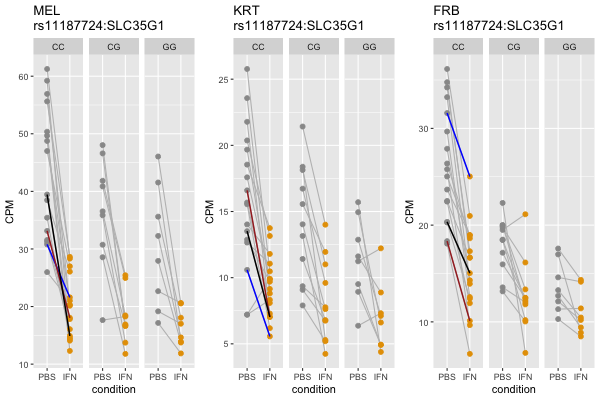 MEL
rs11187724:SLC35G1
CC CG GG
60
50
40
30
20
10
CPM
PBS IFN PBS IFN PBS IFN
condition
KRT
rs11187724:SLC35G1
CC CG GG
25
20
15
10
5
CPM
PBS IFN PBS IFN PBS IFN
condition
FRB
rs11187724:SLC35G1
CC CG GG
30
20
10
CPM
PBS IFN PBS IFN PBS IFN
condition